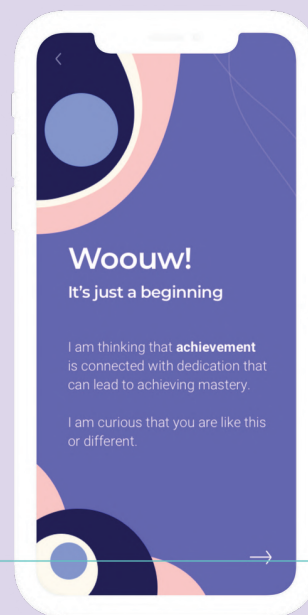 Woouw!
It's just a beginning
I am thinking that achievement
is connected with dedication that
can lead to achieving mastery.
I am curious that you are like this
or different.